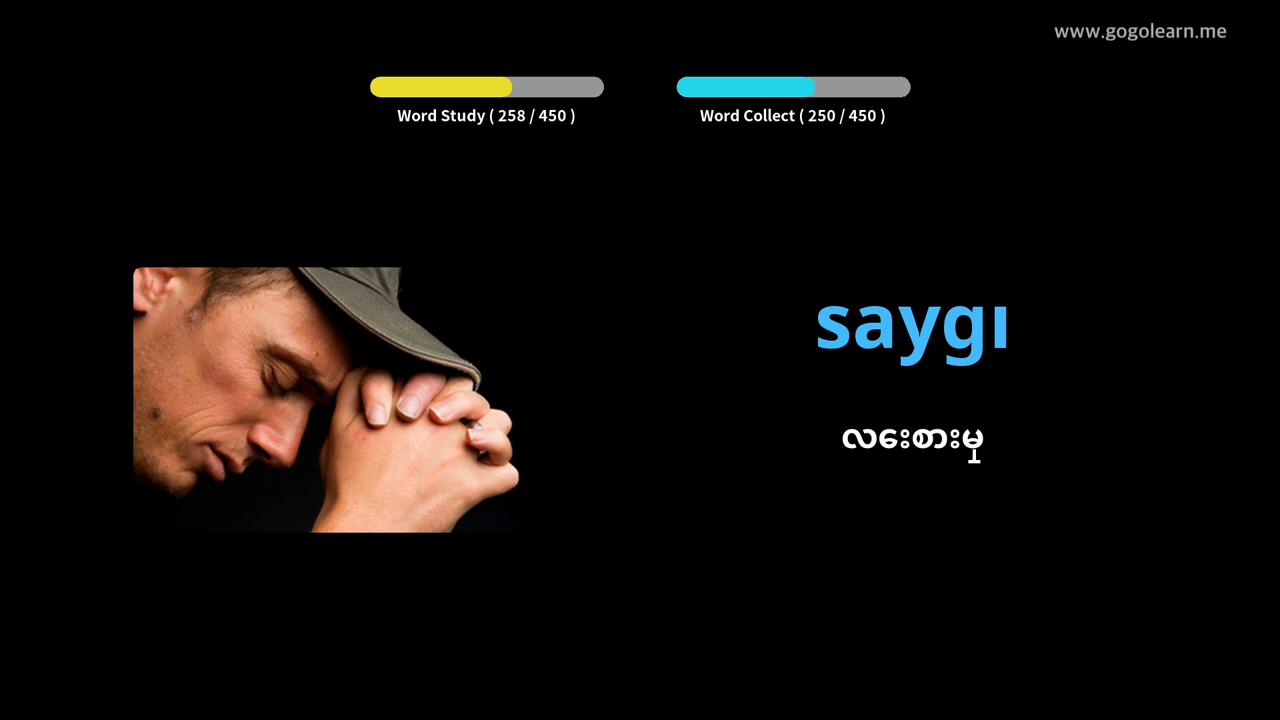 www.gogolearn.me
Word Study ( 258 / 450 )
Word Collect ( 250 / 450 )
saygı
လေးစားမှု